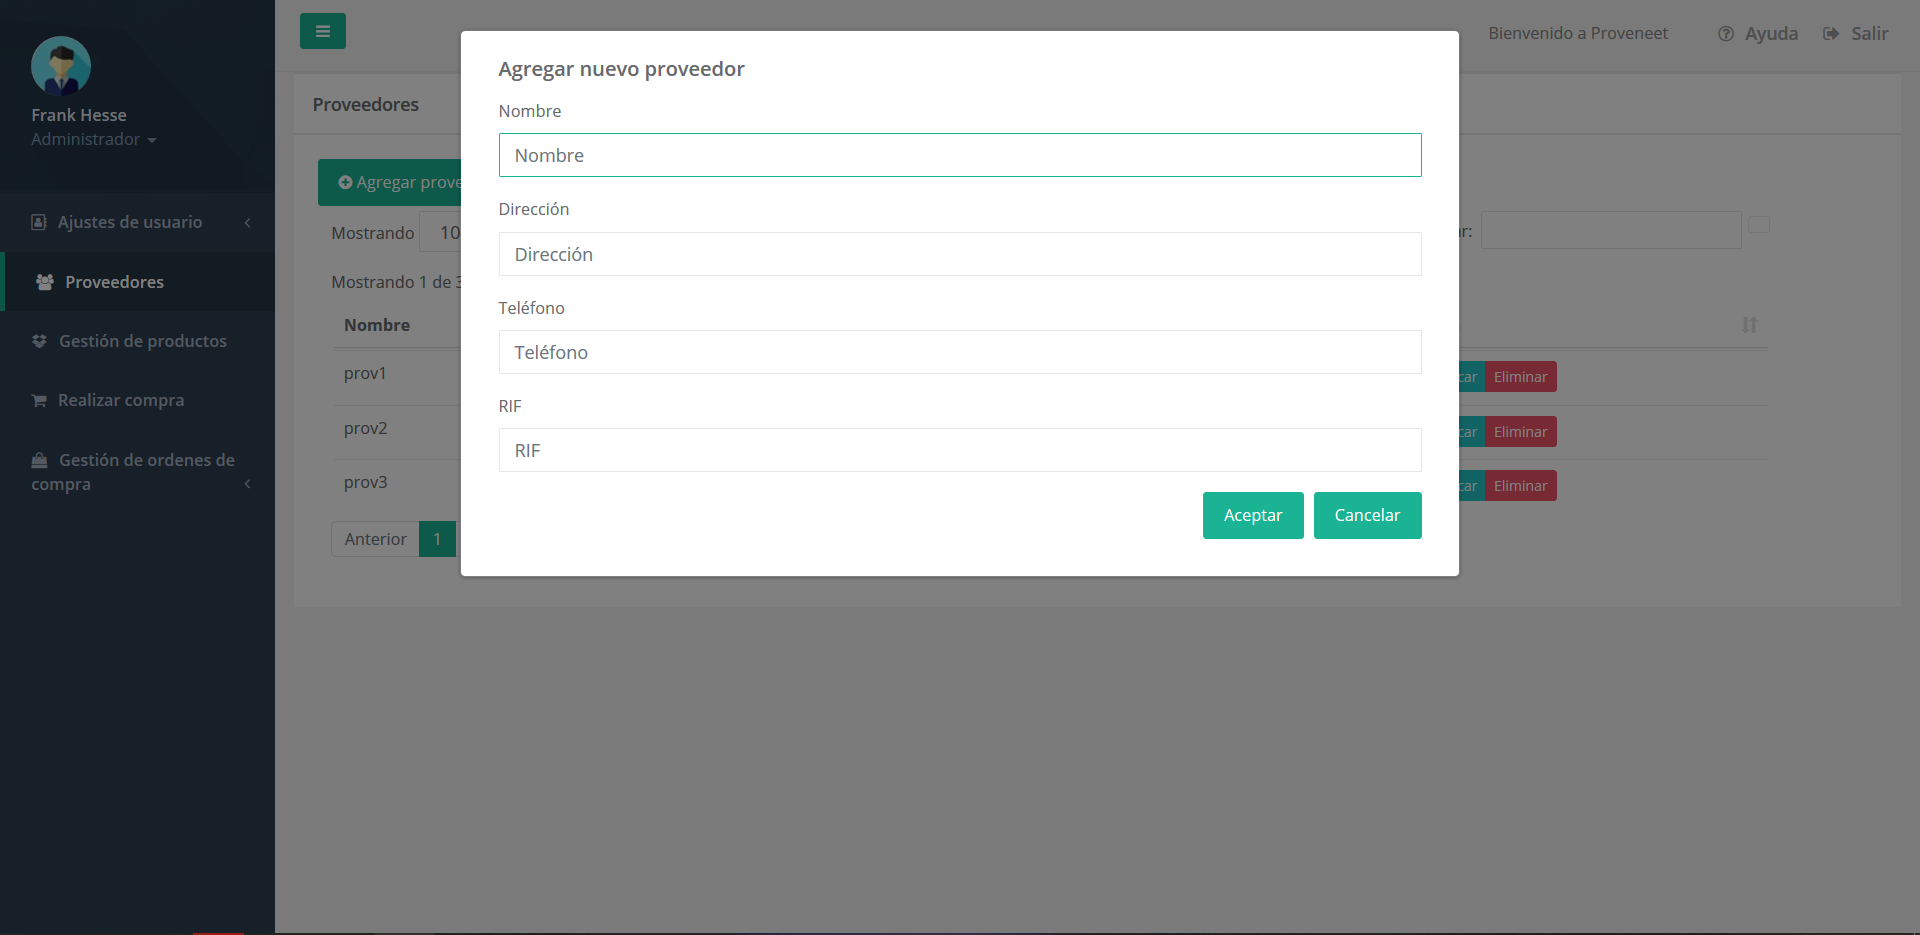 Frank Hesse
Administrador
Ajustes de usuario
Proveedores
Gestión de productos
Realizar compra
Gestión de ordenes de
compra
Bienvenido a Proveneet
Ayuda
Salir
Proveedores
Agregar prove
Mostrando 10
ar:
Mostrando 1 de 3
Nombre
prov1
car Eliminar
prov2
car Eliminar
prov3
car Eliminar
Anterior 1
Agregar nuevo proveedor
Nombre
Nombre
Dirección
Dirección
Teléfono
Teléfono
RIF
RIF
Aceptar
Cancelar